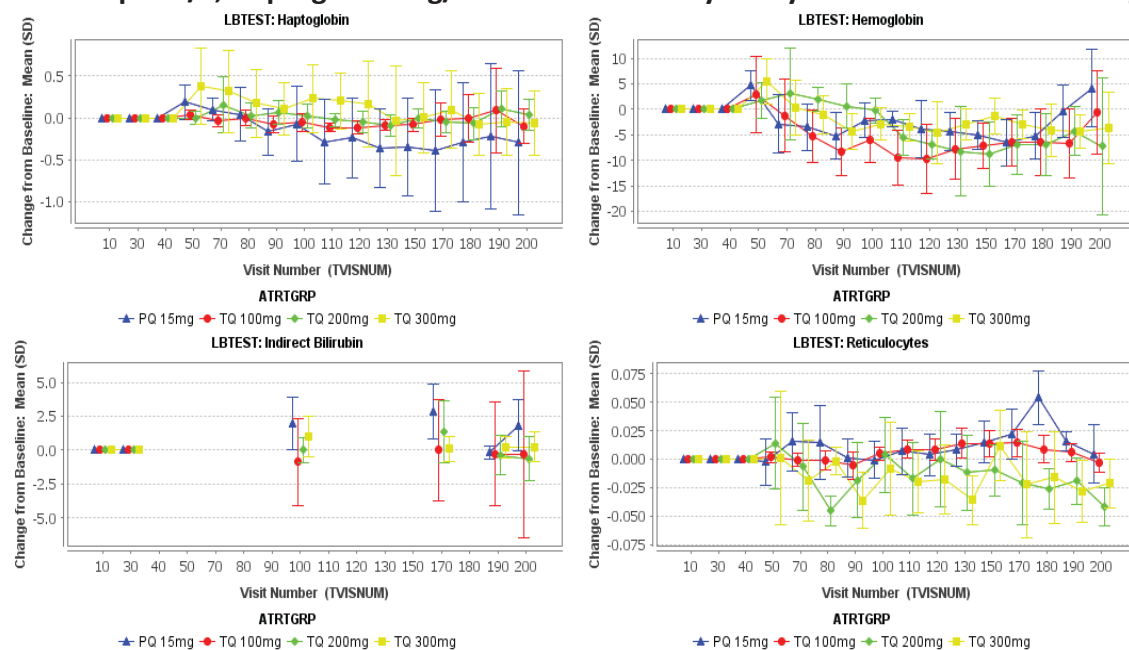 LBTEST: Haptoglobin
Change from Baseline: Mean (SD)
0.5
0.0
-0.5
-1.0
10 30 40 50 70 80 90 100 110 120 130 150 170 180 190 200
Visit Number (TVISNUM)
ATRTGRP
PQ 15mg TQ 100mg TQ 200mg TQ 300mg
LBTEST: Hemoglobin
Change from Baseline: Mean (SD)
10
5
0
-5
-10
-15
-20
10 30 40 50 70 80 90 100 110 120 130 150 170 180 190 200
Visit Number (TVISNUM)
ATRTGRP
PQ 15mg TQ 100mg TQ 200mg TQ 300mg
LBTEST: Indirect Bilirubin
Change from Baseline: Mean (SD)
5.0
2.5
0.0
-2.5
-5.0
10 30 40 50 70 80 90 100 110 120 130 150 170 180 190 200
Visit Number (TVISNUM)
ATRTGRP
PQ 15mg TQ 100mg TQ 200mg TQ 300mg
LBTEST: Reticulocytes
Change from Baseline: Mean (SD)
0.075
0.050
0.025
0.000
-0.025
-0.050
-0.075
10 30 40 50 70 80 90 100 110 120 130 150 170 180 190 200
Visit Number (TVISNUM)
ATRTGRP
PQ 15mg TQ 100mg TQ 200mg TQ 300mg